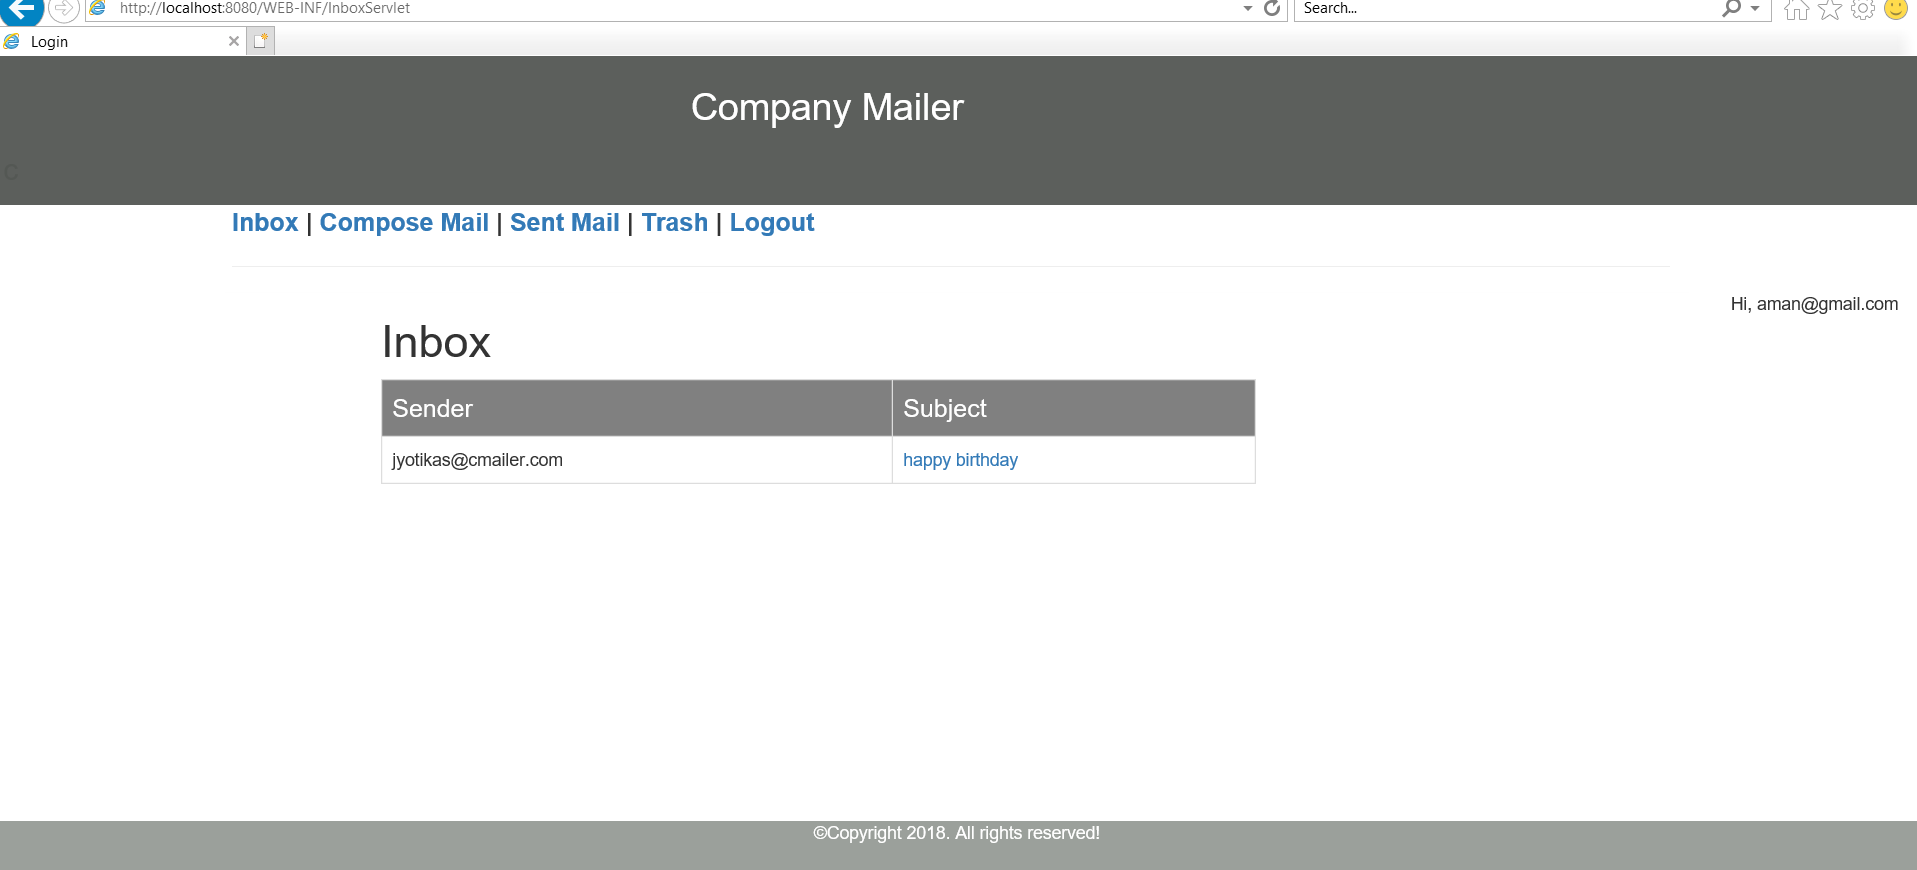 http://localhost:8080/WEB-INF/InboxServlet
Search...
Login
Company Mailer
C
Inbox | Compose Mail | Sent Mail | Trash | Logout
Hi, aman@gmail.com
Inbox
Sender Subject
jyotikas@cmailer.com happy birthday
©Copyright 2018. All rights reserved!